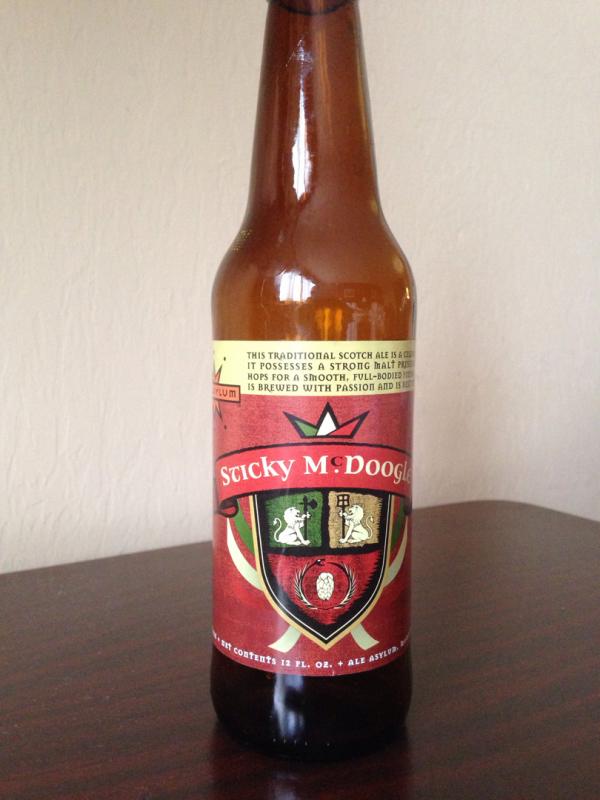 THIS TRADITIONAL SCOTCH ALE IS A
IT POSSESSES A STRONG MALT
HOPS FOR A SMOOTH, FULL-BODIED
IS BREWED WITH PASSION AND IS
YLUM
STICKY McDOOGLE
NET CONTENTS 12 FL. OZ. + ALE ASYLUM,